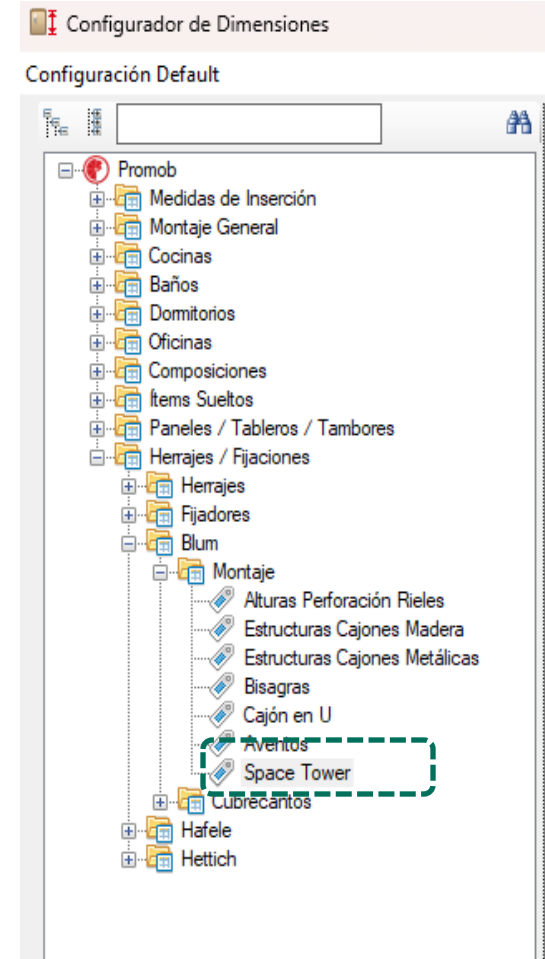 Configurador de Dimensiones
Configuración Default
Promob
Medidas de Inserción
Montaje General
Cocinas
Baños
Dormitorios
Oficinas
Composiciones
Ítems Sueltos
Paneles / Tableros / Tambores
Herrajes / Fijaciones
Herrajes
Fijadores
Blum
Montaje
Alturas Perforación Rieles
Estructuras Cajones Madera
Estructuras Cajones Metálicas
Bisagras
Cajón en U
Aventos
Space Tower
Cubrecantos
Hafele
Hettich